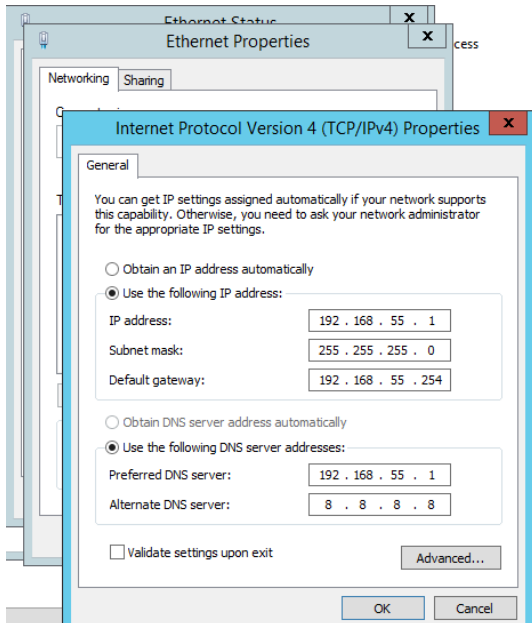 Ethernet Status
x
Ethernet Properties
x
cess
Networking
Sharing
Internet Protocol Version 4 (TCP/IPv4) Properties
x
General
You can get IP settings assigned automatically if your network supports
this capability. Otherwise, you need to ask your network administrator
for the appropriate IP settings.
Obtain an IP address automatically
Use the following IP address:
IP address: 192 . 168 . 55 . 1
Subnet mask: 255 . 255 . 255 . 0
Default gateway: 192 . 168 . 55 . 254
Obtain DNS server address automatically
Use the following DNS server addresses:
Preferred DNS server: 192 . 168 . 55 . 1
Alternate DNS server: 8 . 8 . 8 . 8
Validate settings upon exit
Advanced...
OK
Cancel